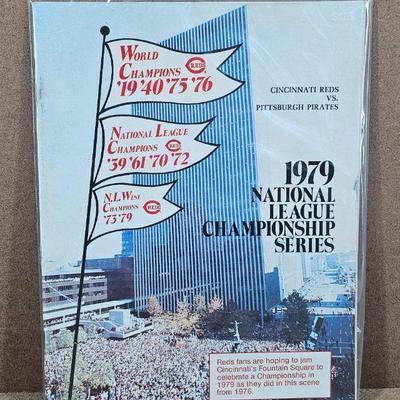 WORLD
CHAMPIONS
'19 '40 '75 '76
REDS
NATIONAL LEAGUE
CHAMPIONS
'39 '61 '70 '72
REDS
N.L. WEST
CHAMPIONS
'73 '79
REDS
CINCINNATI REDS
VS.
PITTSBURGH PIRATES
1979
NATIONAL
LEAGUE
CHAMPIONSHIP
SERIES
Reds fans are hoping to jam
Cincinnati's Fountain Square to
celebrate a Championship in
1979 as they did in this scene
from 1976.